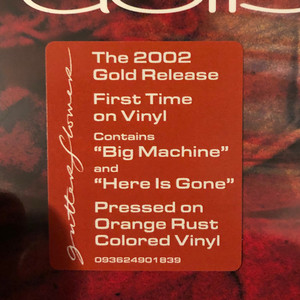 gutterflower
The 2002
Gold Release
First Time
on Vinyl
Contains
“Big Machine”
and
“Here Is Gone”
Pressed on
Orange Rust
Colored Vinyl
093624901839